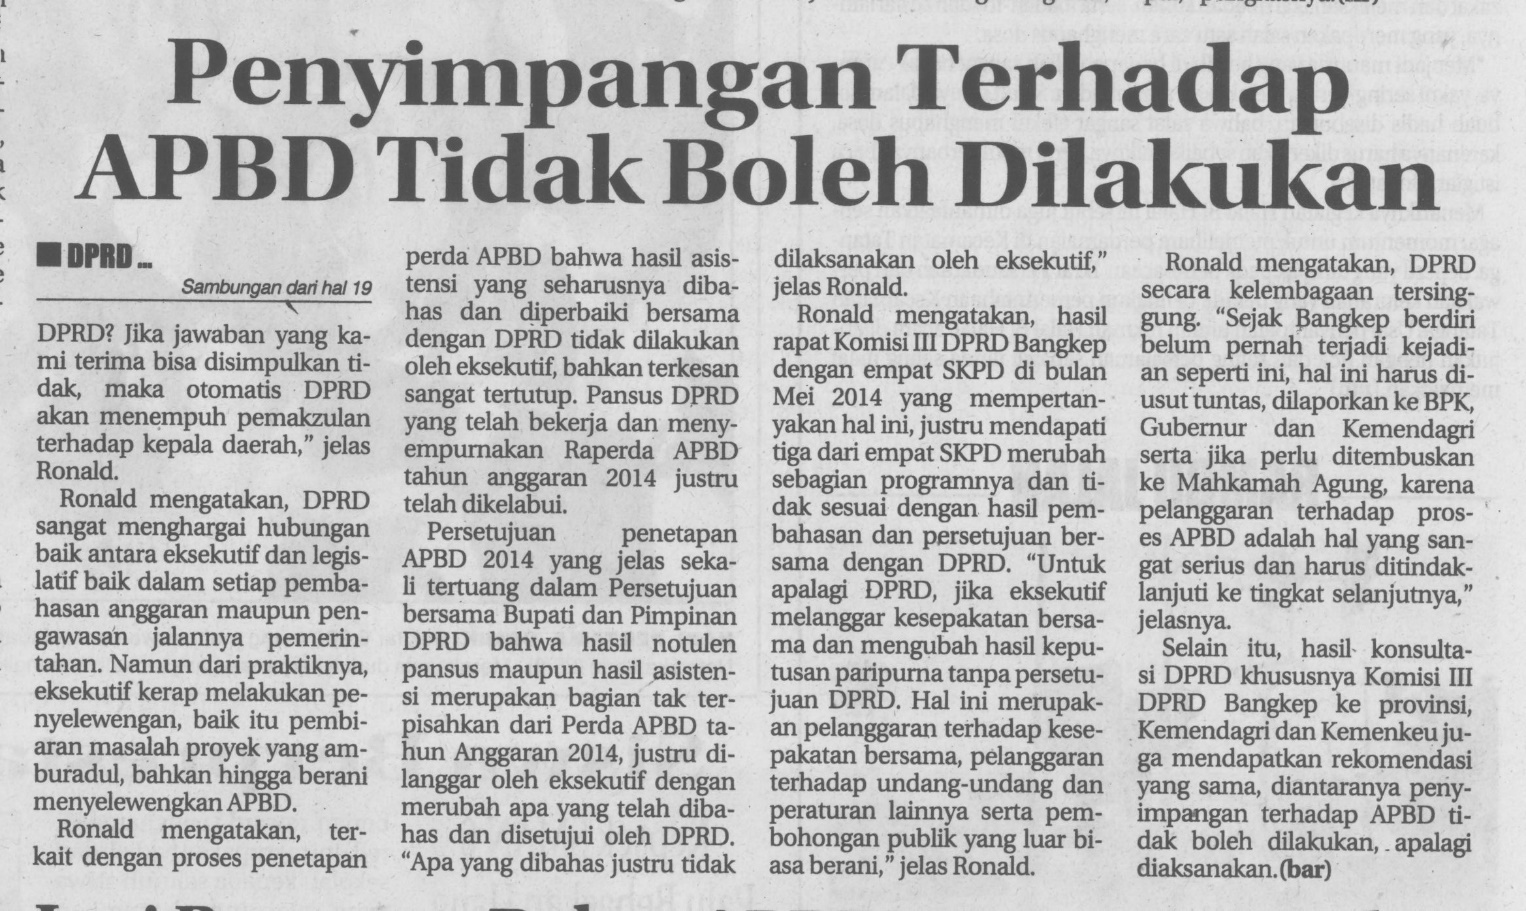 Penyimpangan Terhadap
APBD Tidak Boleh Dilakukan
DPRD ...
Sambungan dari hal 19
DPRD? Jika jawaban yang ka-
mi terima bisa disimpulkan ti-
dak, maka otomatis DPRD
akan menempuh pemakzulan
terhadap kepala daerah,” jelas
Ronald.
Ronald mengatakan, DPRD
sangat menghargai hubungan
baik antara eksekutif dan legis-
latif baik dalam setiap pemba-
hasan anggaran maupun pen-
gawasan jalannya pemerin-
tahan. Namun dari praktiknya,
eksekutif kerap melakukan pe-
nyelewengan, baik itu pembi-
aran masalah proyek yang am-
buradul, bahkan hingga berani
menyelewengkan APBD.
Ronald mengatakan, ter-
kait dengan proses penetapan
perda APBD bahwa hasil asis-
tensi yang seharusnya diba-
has dan diperbaiki bersama
dengan DPRD tidak dilakukan
oleh eksekutif, bahkan terkesan
sangat tertutup. Pansus DPRD
yang telah bekerja dan meny-
empurnakan Raperda APBD
tahun anggaran 2014 justru
telah dikelabui.
Persetujuan penetapan
APBD 2014 yang jelas seka-
li tertuang dalam Persetujuan
bersama Bupati dan Pimpinan
DPRD bahwa hasil notulen
pansus maupun hasil asisten-
si merupakan bagian tak ter-
pisahkan dari Perda APBD ta-
hun Anggaran 2014, justru di-
langgar oleh eksekutif dengan
merubah apa yang telah diba-
has dan disetujui oleh DPRD.
“Apa yang dibahas justru tidak
dilaksanakan oleh eksekutif,”
jelas Ronald.
Ronald mengatakan, hasil
rapat Komisi III DPRD Bangkep
dengan empat SKPD di bulan
Mei 2014 yang mempertan-
yakan hal ini, justru mendapati
tiga dari empat SKPD merubah
sebagian programnya dan ti-
dak sesuai dengan hasil pem-
bahasan dan persetujuan ber-
sama dengan DPRD. “Untuk
apalagi DPRD, jika eksekutif
melanggar kesepakatan bersa-
ma dan mengubah hasil kepu-
tusan paripurna tanpa persetu-
juan DPRD. Hal ini merupak-
an pelanggaran terhadap kese-
pakatan bersama, pelanggaran
terhadap undang-undang dan
peraturan lainnya serta pem-
bohongan publik yang luar bi-
asa berani,” jelas Ronald.
Ronald mengatakan, DPRD
secara kelembagaan tersing-
gung. “Sejak Bangkep berdiri
belum pernah terjadi kejadi-
an seperti ini, hal ini harus di-
usut tuntas, dilaporkan ke BPK,
Gubernur dan Kemendagri
serta jika perlu ditembuskan
ke Mahkamah Agung, karena
pelanggaran terhadap pros-
es APBD adalah hal yang san-
gat serius dan harus ditindak-
lanjuti ke tingkat selanjutnya,”
jelasnya.
Selain itu, hasil konsulta-
si DPRD khususnya Komisi III
DPRD Bangkep ke provinsi,
Kemendagri dan Kemenkeu ju-
ga mendapatkan rekomendasi
yang sama, diantaranya peny-
impangan terhadap APBD ti-
dak boleh dilakukan, apalagi
diaksanakan.(bar)